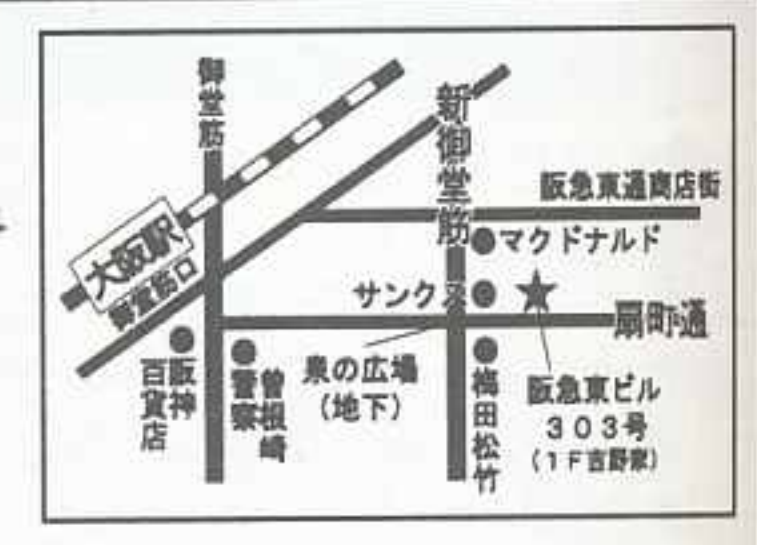 御堂筋
新御堂筋
阪急東通商店街
マクドナルド
大阪駅
御堂筋口
サンクス
扇町通
阪神
百貨店
曽根崎
警察
泉の広場
(地下)
梅田松竹
阪急東ビル
303号
(1F吉野家)